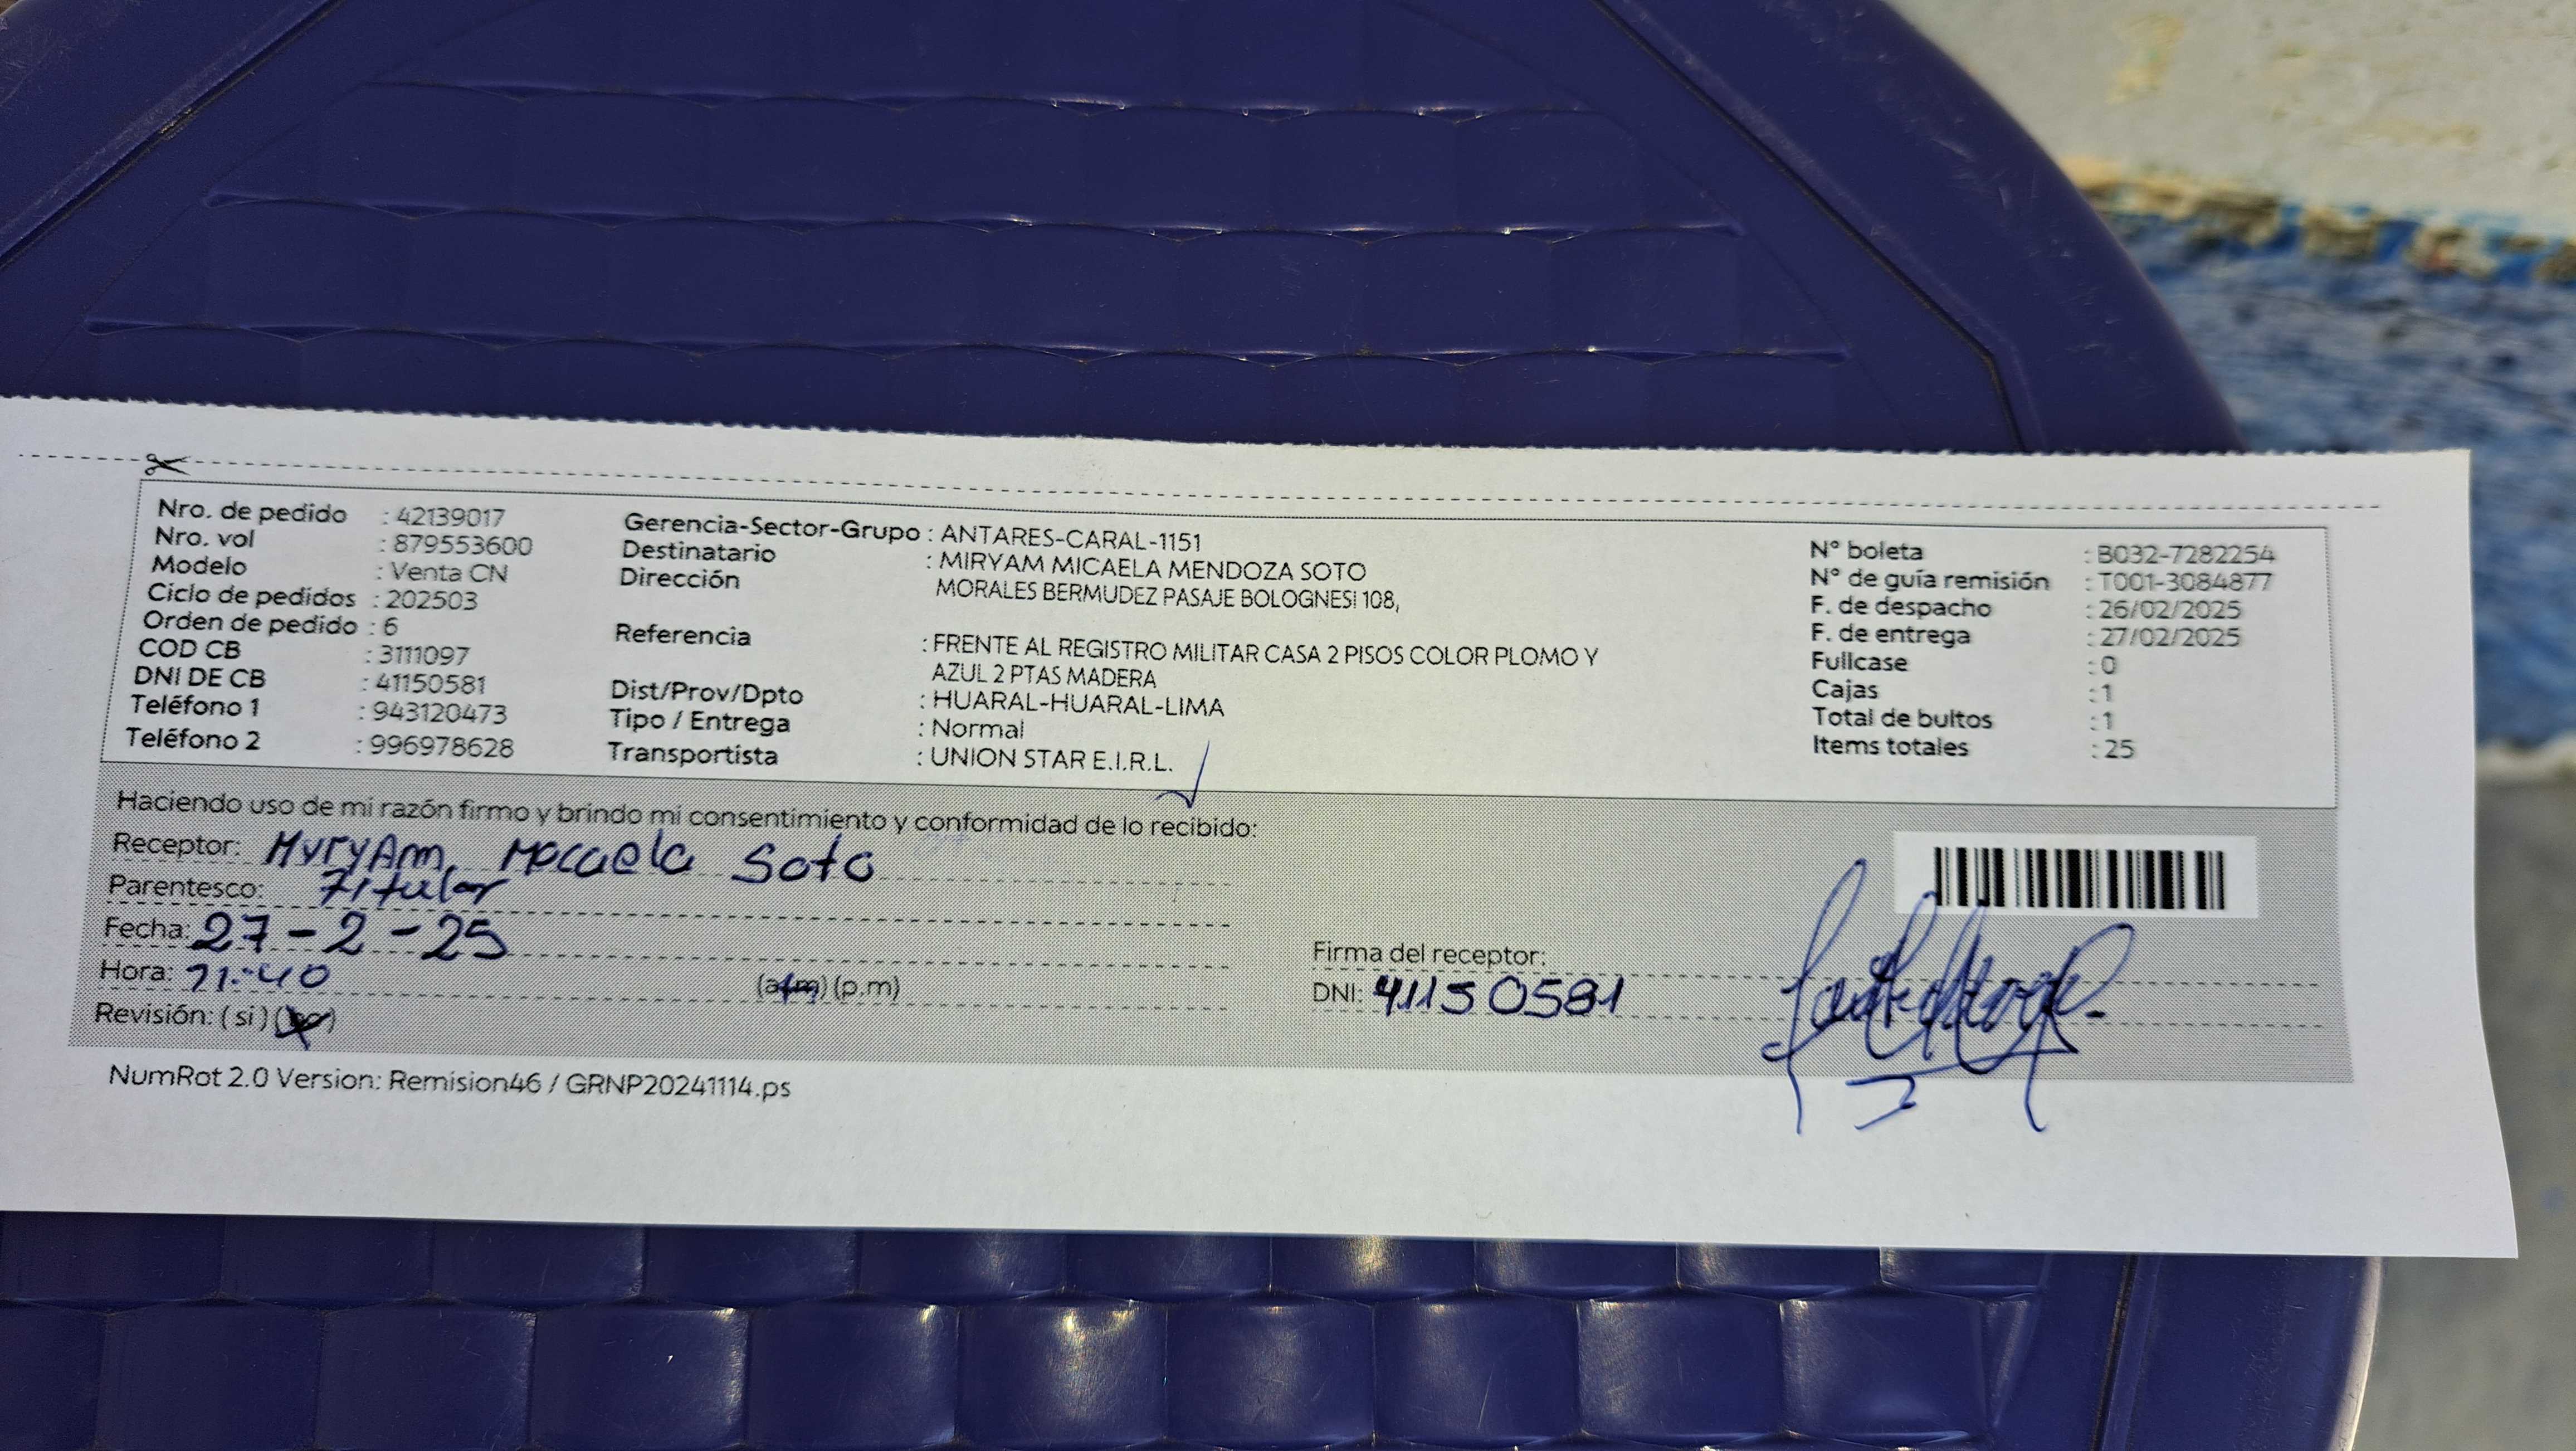 Nro. de pedido : 42139017
Nro. vol : 879553600
Modelo : Venta CN
Ciclo de pedidos : 202503
Orden de pedido : 6
COD CB : 3111097
DNI DE CB : 41150581
Teléfono 1 : 943120473
Teléfono 2 : 996978628
Gerencia-Sector-Grupo : ANTARES-CARAL-1151
Destinatario : MIRYAM MICAELA MENDOZA SOTO
Dirección MORALES BERMUDEZ PASAJE BOLOGNESI 108,
Referencia : FRENTE AL REGISTRO MILITAR CASA 2 PISOS COLOR PLOMO Y
AZUL 2 PTAS MADERA
Dist/Prov/Dpto : HUARAL-HUARAL-LIMA
Tipo / Entrega : Normal
Transportista : UNION STAR E.I.R.L.
N° boleta : B032-7282254
N° de guía remisión : T001-3084877
F. de despacho : 26/02/2025
F. de entrega : 27/02/2025
Fullcase : 0
Cajas : 1
Total de bultos : 1
Items totales : 25
Haciendo uso de mi razón firmo y brindo mi consentimiento y conformidad de lo recibido:
Receptor: MyryAm Micaela Soto
Parentesco: Titular
Fecha: 27-2-25
Hora: 11:40 (a.m) (p.m)
Revisión: ( si ) (no)
Firma del receptor:
DNI: 41150581
NumRot 2.0 Version: Remision46 / GRNP20241114.ps